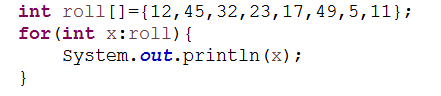 int roll[]={12,45,32,23,17,49,5,11};
for(int x:roll){
    System.out.println(x);
}